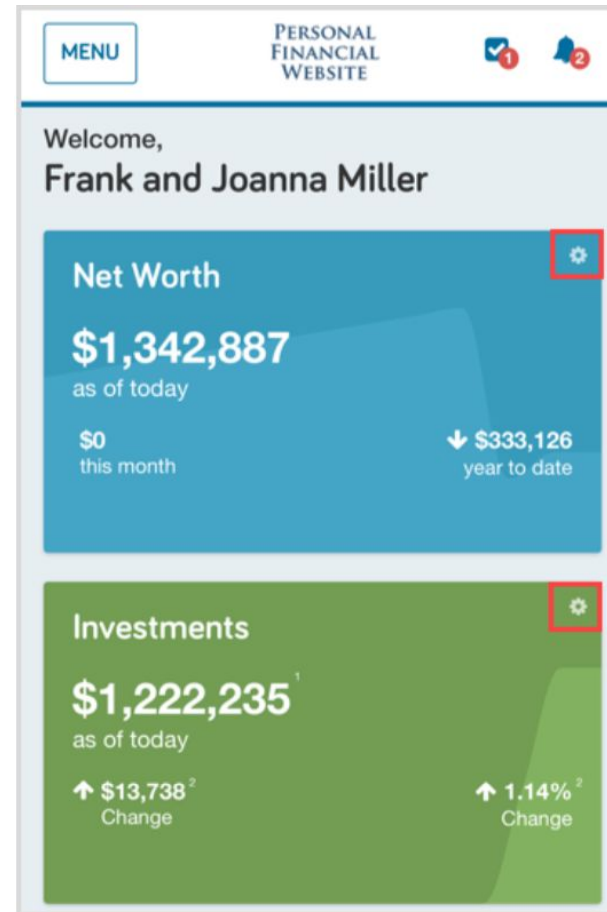 MENU
PERSONAL
FINANCIAL
WEBSITE
1
2
Welcome,
Frank and Joanna Miller
Net Worth
$1,342,887
as of today
$0
this month
$333,126
year to date
Investments
$1,222,235 1
as of today
$13,738 2
Change
1.14% 2
Change